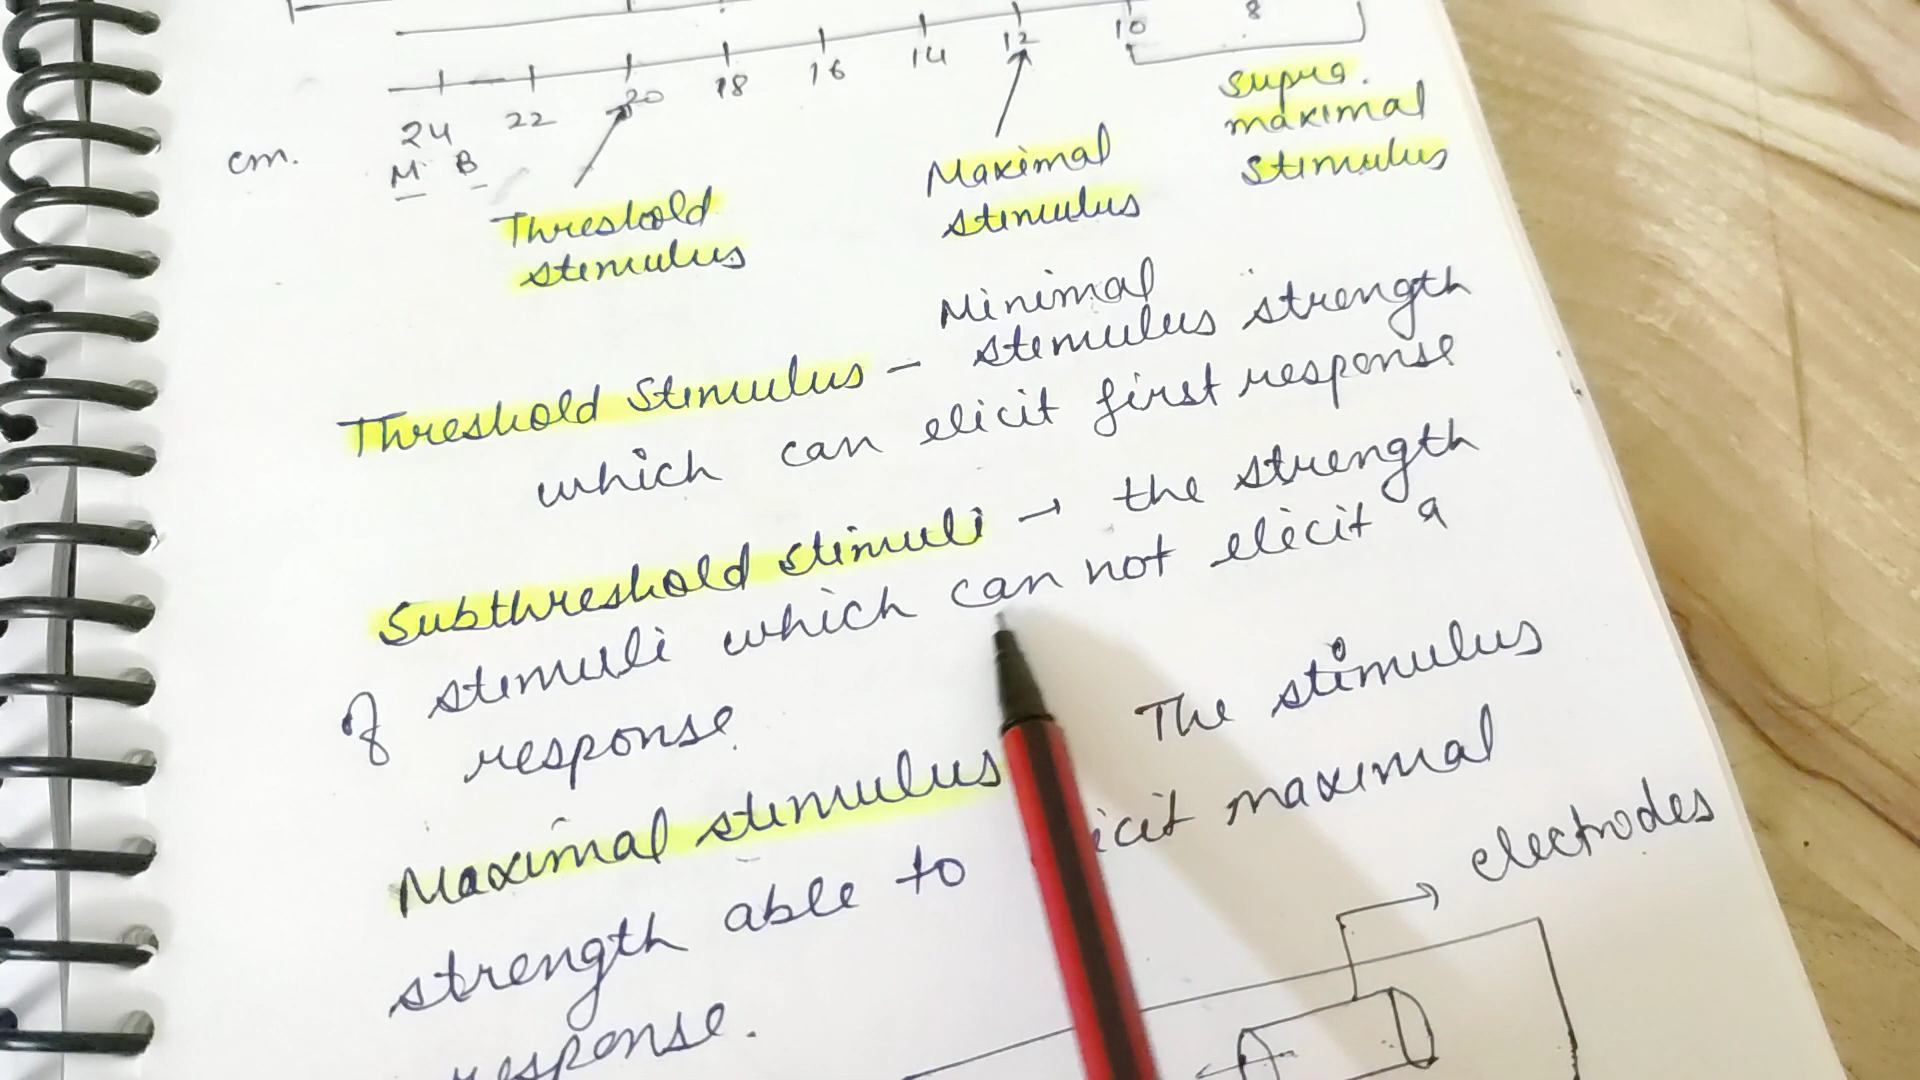 24 22 20 18 16 14 12 10 8
cm.
M B
Threshold
stimulus
Maximal
stimulus
Supra.
maximal
Stimulus
Minimal
Threshold Stimulus – stimulus strength
which can elicit first response
Subthreshold stimuli → the strength
of stimuli which can not elicit a
response.
Maximal stimulus The stimulus
strength able to icit maximal
response.
electrodes